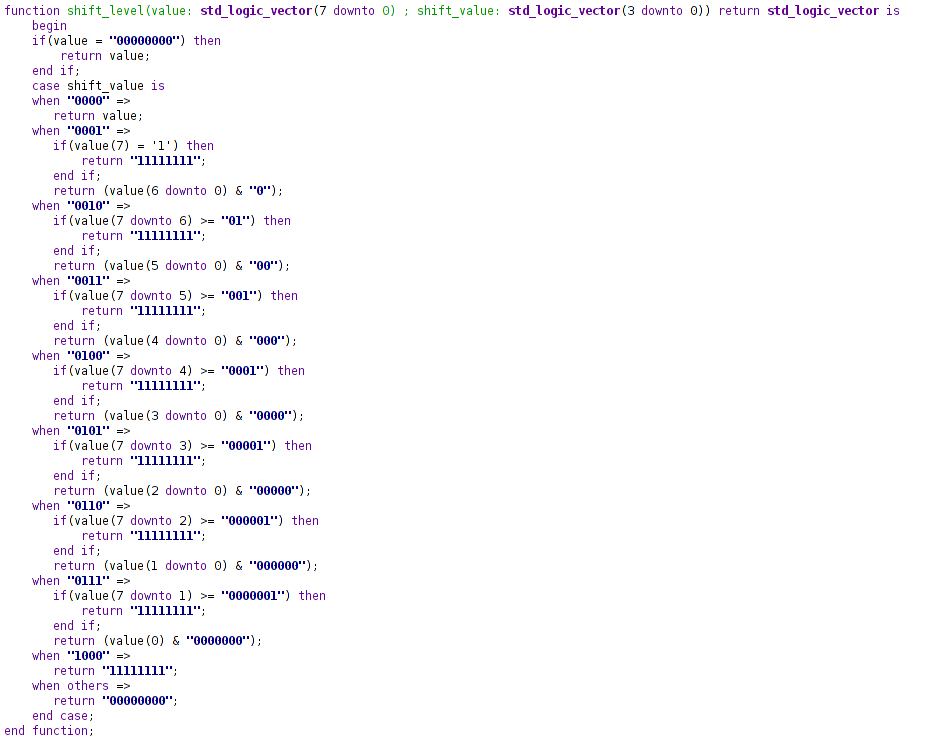 function shift_level(value: std_logic_vector(7 downto 0) ; shift_value: std_logic_vector(3 downto 0)) return std_logic_vector is
    begin
    if(value = "00000000") then
        return value;
    end if;
    case shift_value is
    when "0000" =>
       return value;
    when "0001" =>
       if(value(7) = '1') then
           return "11111111";
       end if;
       return (value(6 downto 0) & "0");
    when "0010" =>
       if(value(7 downto 6) >= "01") then
           return "11111111";
       end if;
       return (value(5 downto 0) & "00");
    when "0011" =>
       if(value(7 downto 5) >= "001") then
           return "11111111";
       end if;
       return (value(4 downto 0) & "000");
    when "0100" =>
       if(value(7 downto 4) >= "0001") then
           return "11111111";
       end if;
       return (value(3 downto 0) & "0000");
    when "0101" =>
       if(value(7 downto 3) >= "00001") then
           return "11111111";
       end if;
       return (value(2 downto 0) & "00000");
    when "0110" =>
       if(value(7 downto 2) >= "000001") then
           return "11111111";
       end if;
       return (value(1 downto 0) & "000000");
    when "0111" =>
       if(value(7 downto 1) >= "0000001") then
           return "11111111";
       end if;
       return (value(0) & "0000000");
    when "1000" =>
       return "11111111";
    when others =>
       return "00000000";
    end case;
end function;